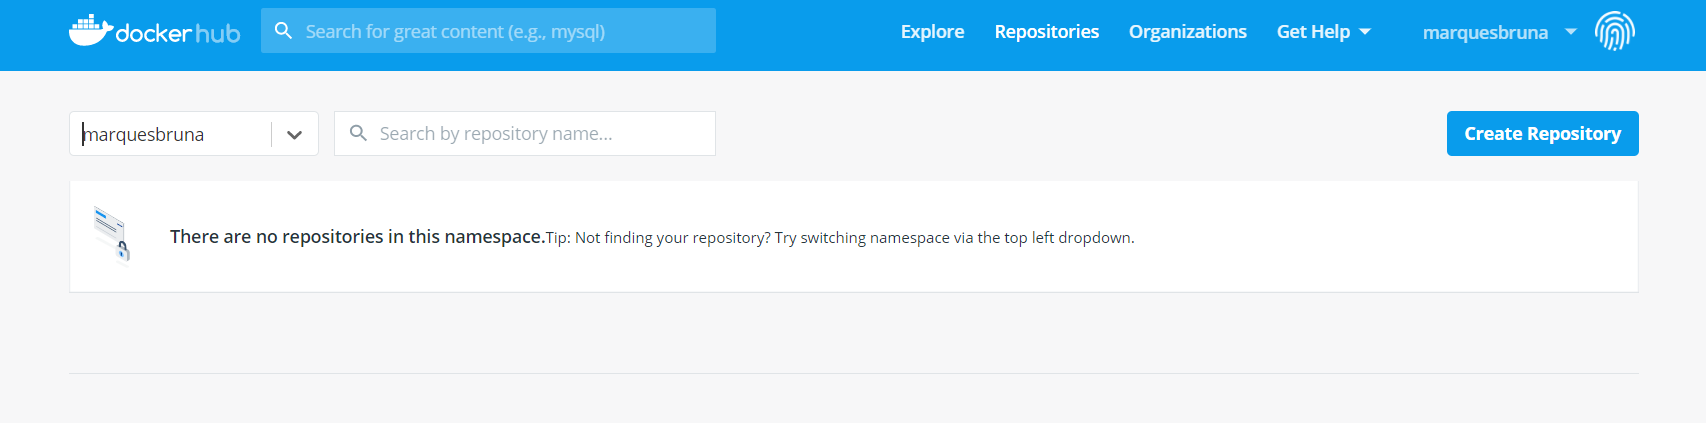 docker hub
Search for great content (e.g., mysql)
Explore
Repositories
Organizations
Get Help
marquesbruna
marquesbruna
Search by repository name...
Create Repository
There are no repositories in this namespace.Tip: Not finding your repository? Try switching namespace via the top left dropdown.